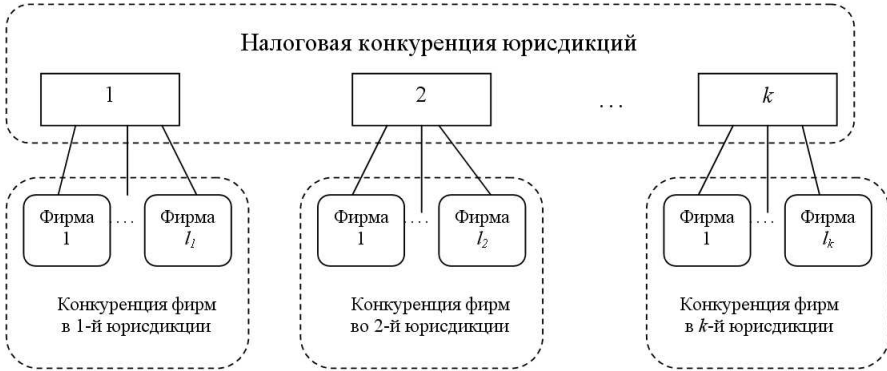 Налоговая конкуренция юрисдикций
1
2
. . .
k
Фирма
1
. . . .
Фирма
l₁
Фирма
1
. . . .
Фирма
l₂
Фирма
1
. . . .
Фирма
lₖ
Конкуренция фирм
в 1-й юрисдикции
Конкуренция фирм
во 2-й юрисдикции
Конкуренция фирм
в k-й юрисдикции